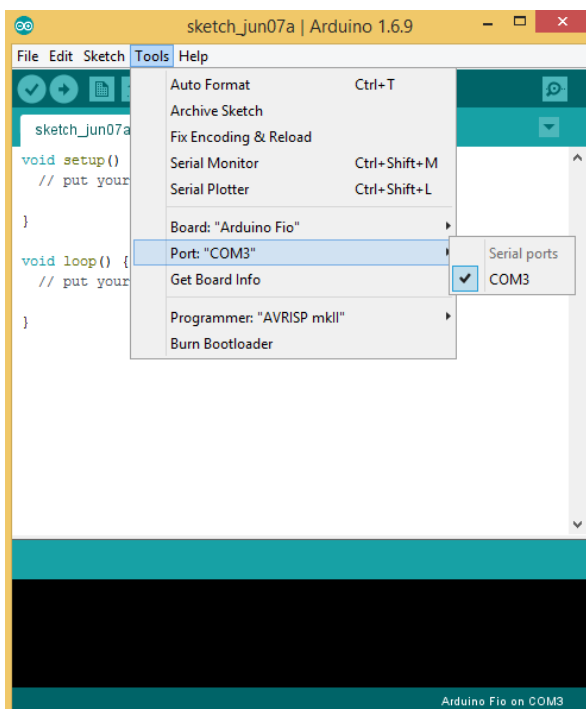 sketch_jun07a | Arduino 1.6.9
File Edit Sketch Tools Help
sketch_jun07a
void setup()
// put your
}
void loop() {
// put your
}
Auto Format Ctrl+T
Archive Sketch
Fix Encoding & Reload
Serial Monitor Ctrl+Shift+M
Serial Plotter Ctrl+Shift+L
Board: "Arduino Fio"
Port: "COM3"
Get Board Info
Programmer: "AVRISP mkII"
Burn Bootloader
Serial ports
COM3
Arduino Fio on COM3